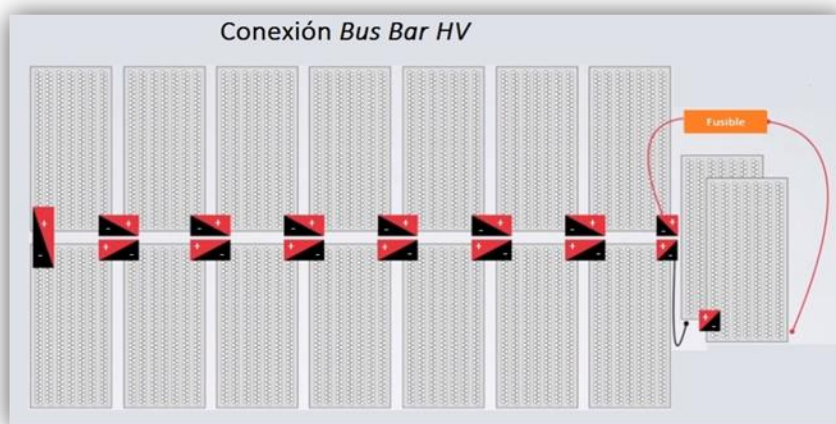 Conexión Bus Bar HV
Fusible
+ - + - + - + - + - + - + - +
- + - + - + - + - + - + - + -
+ -